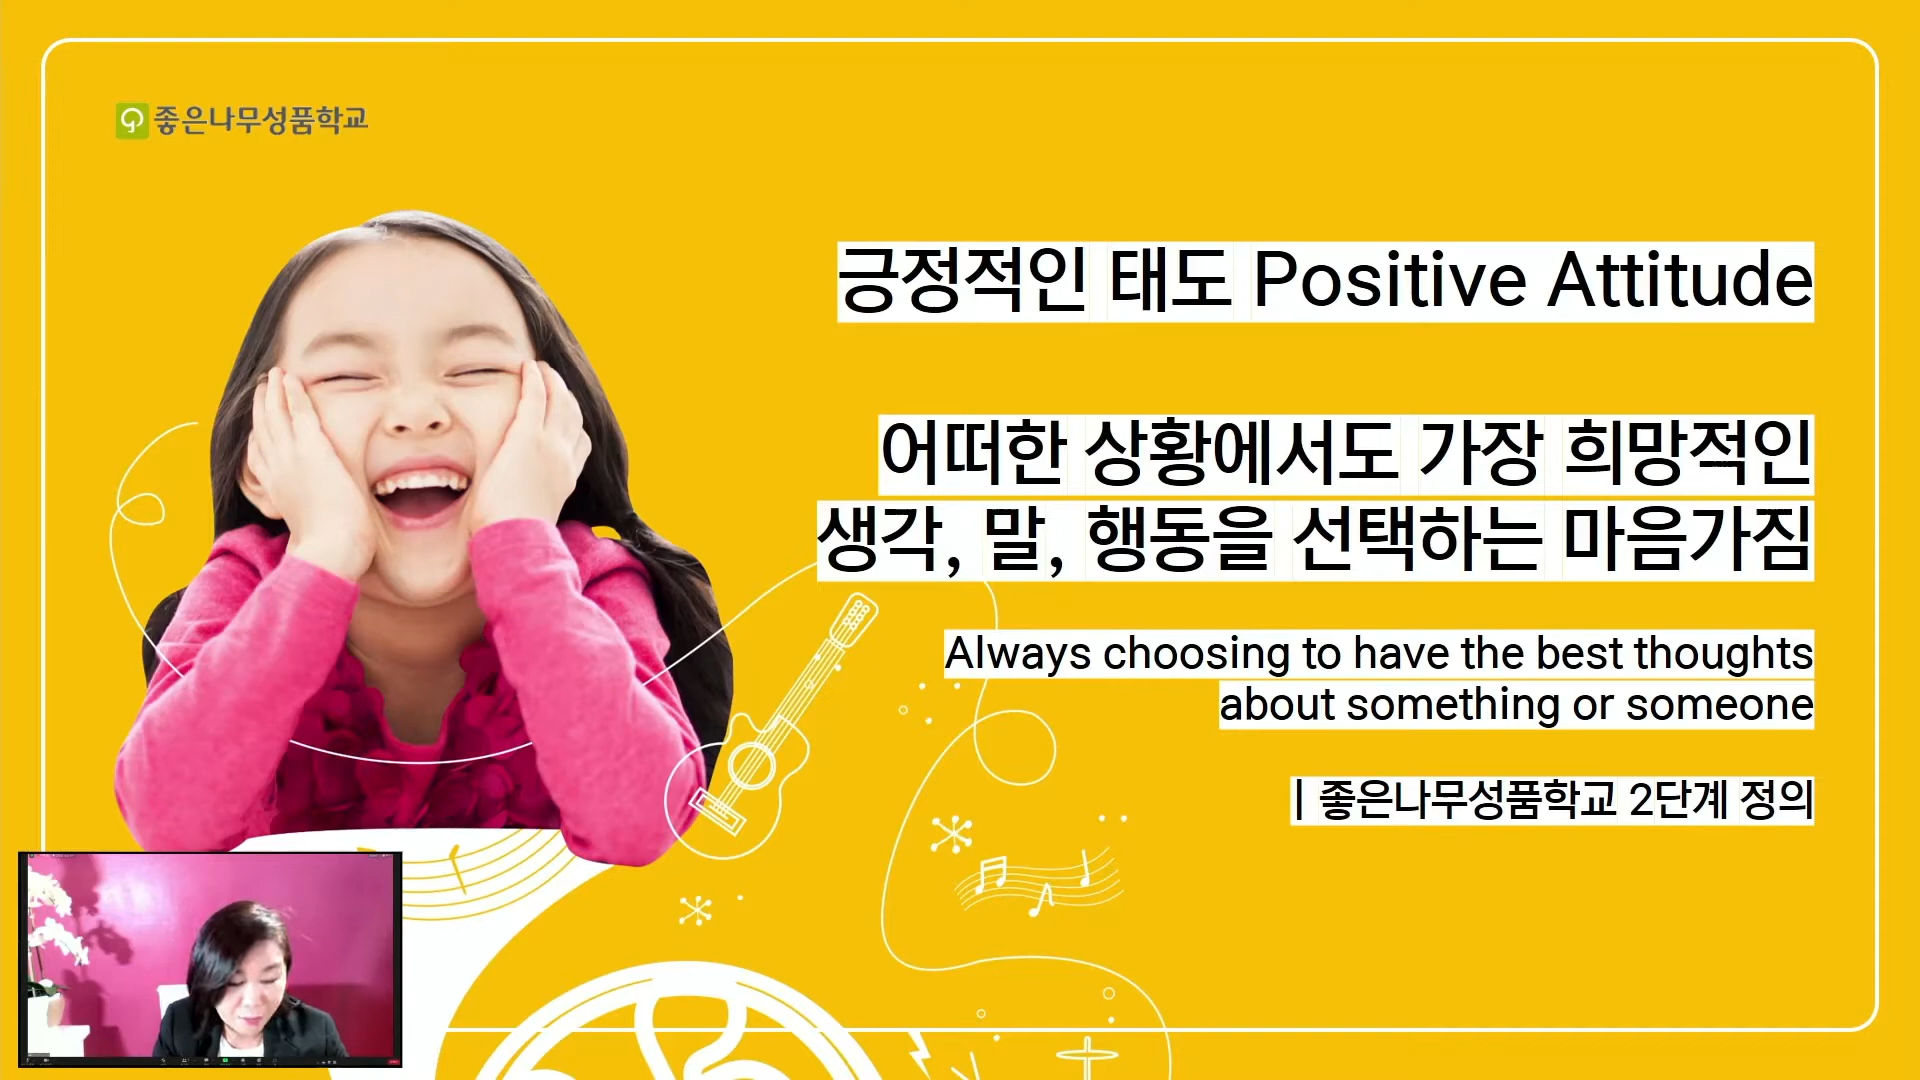 좋은나무성품학교
긍정적인 태도 Positive Attitude
어떠한 상황에서도 가장 희망적인
생각, 말, 행동을 선택하는 마음가짐
Always choosing to have the best thoughts
about something or someone
| 좋은나무성품학교 2단계 정의